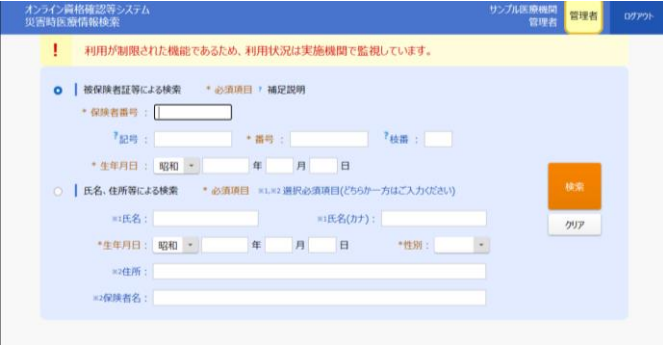 オンライン資格確認等システム
災害時医療情報検索
サンプル医療機関
管理者
管理者
ログアウト
! 利用が制限された機能であるため、利用状況は実施機関で監視しています。
被保険者証等による検索 * 必須項目 ? 補足説明
* 保険者番号 :
?記号 : * 番号 : ?枝番 :
* 生年月日 : 昭和 年 月 日
氏名、住所等による検索 * 必須項目 ※1,※2 選択必須項目(どちらか一方はご入力ください)
※1氏名 : ※1氏名(カナ) :
*生年月日 : 昭和 年 月 日 *性別 :
※2住所 :
※2保険者名 :
検索
クリア